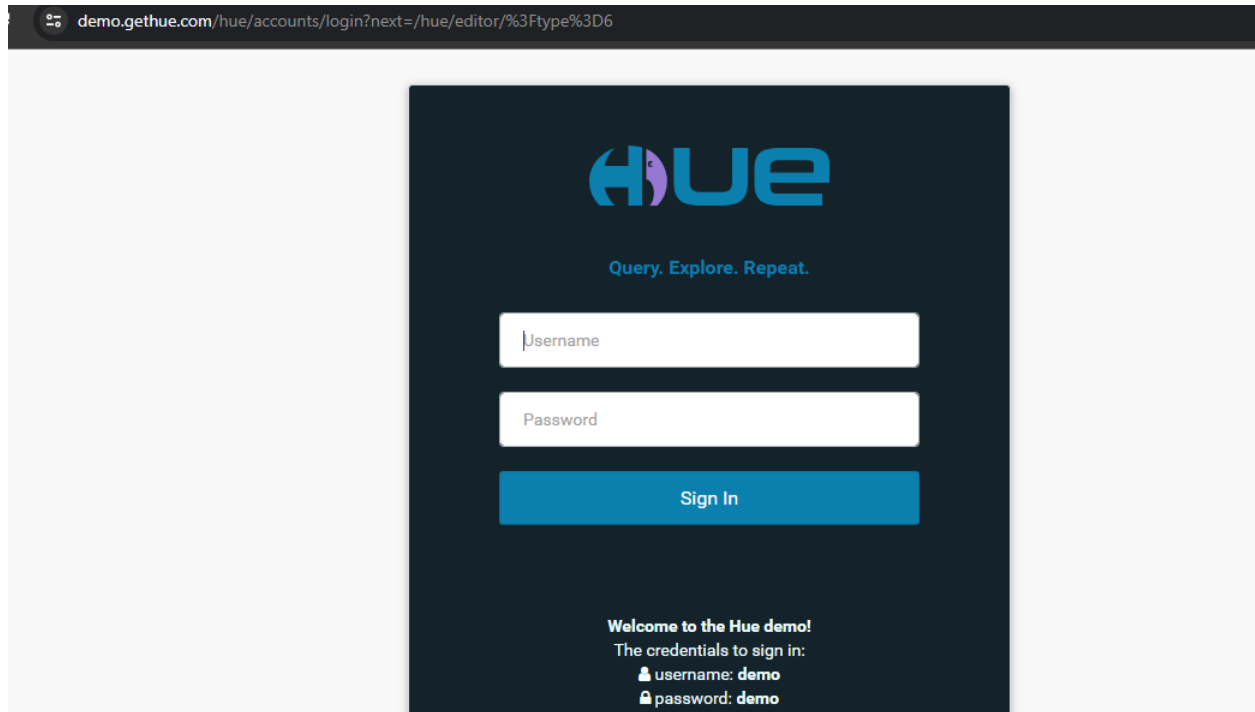 demo.gethue.com/hue/accounts/login?next=/hue/editor/%3Ftype%3D6
HUE
Query. Explore. Repeat.
Username
Password
Sign In
Welcome to the Hue demo!
The credentials to sign in:
username: demo
password: demo